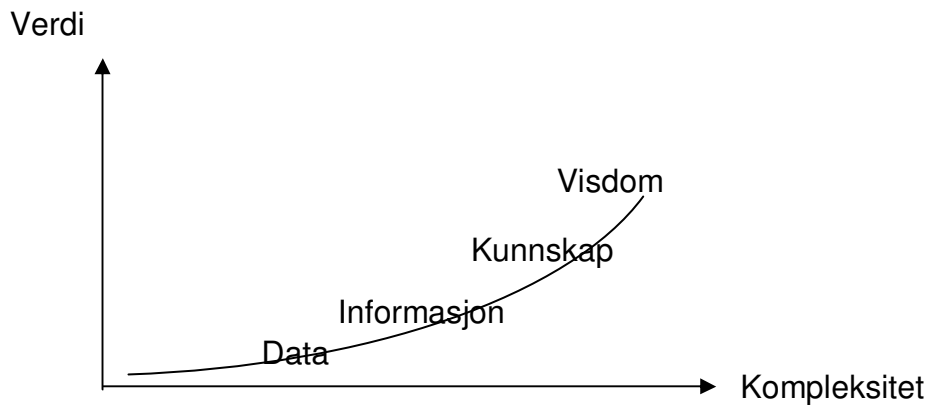 Verdi
Visdom
Kunnskap
Informasjon
Data
Kompleksitet